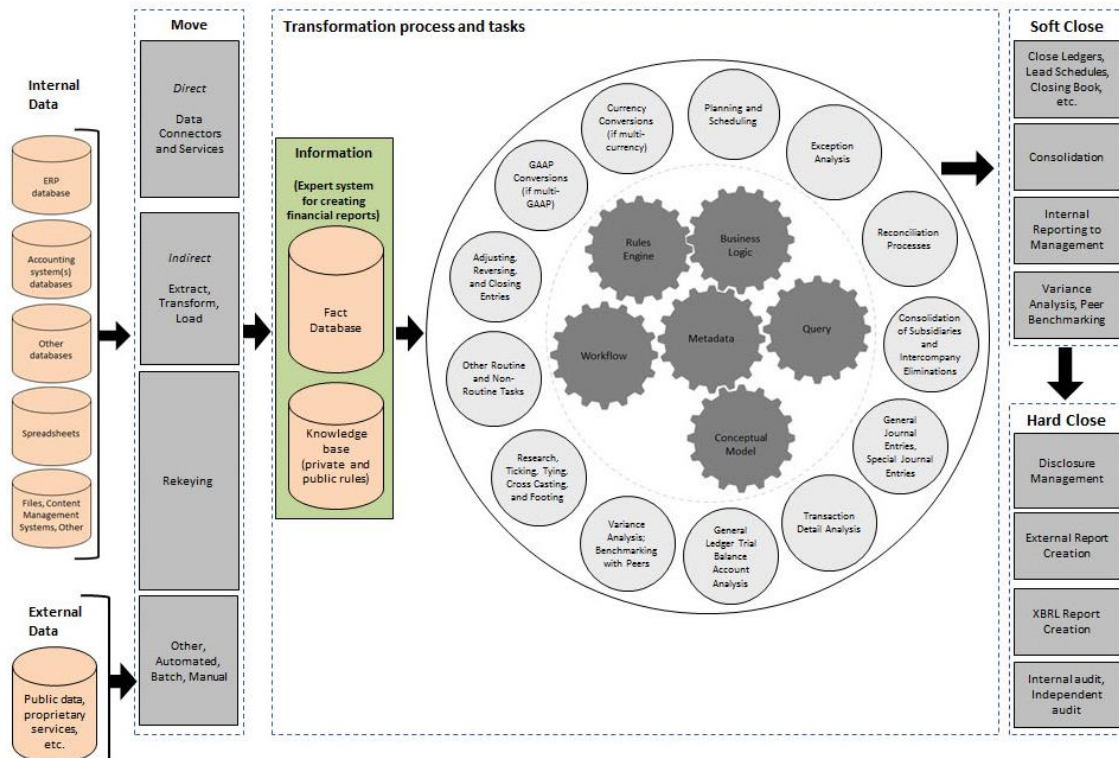 Internal
Data
ERP
database
Accounting
system(s)
databases
Other
databases
Spreadsheets
Files, Content
Management
Systems, Other
External
Data
Public data,
proprietary
services,
etc.
Move
Direct
Data
Connectors
and Services
Indirect
Extract,
Transform,
Load
Rekeying
Other,
Automated,
Batch, Manual
Transformation process and tasks
Information
(Expert system
for creating
financial reports)
Fact
Database
Knowledge
base
(private and
public rules)
Planning and
Scheduling
Exception
Analysis
Reconciliation
Processes
Consolidation
of Subsidiaries
and
Intercompany
Eliminations
General
Journal
Entries,
Special Journal
Entries
Transaction
Detail Analysis
General
Ledger Trial
Balance
Account
Analysis
Variance
Analysis;
Benchmarking
with Peers
Research,
Ticking, Tying,
Cross Casting,
and Footing
Other Routine
and Non-
Routine Tasks
Adjusting,
Reversing,
and Closing
Entries
GAAP
Conversions
(if multi-
GAAP)
Currency
Conversions
(if multi-
currency)
Rules
Engine
Business
Logic
Workflow
Metadata
Query
Conceptual
Model
Soft Close
Close Ledgers,
Lead Schedules,
Closing Book,
etc.
Consolidation
Internal
Reporting to
Management
Variance
Analysis, Peer
Benchmarking
Hard Close
Disclosure
Management
External Report
Creation
XBRL Report
Creation
Internal audit,
Independent
audit